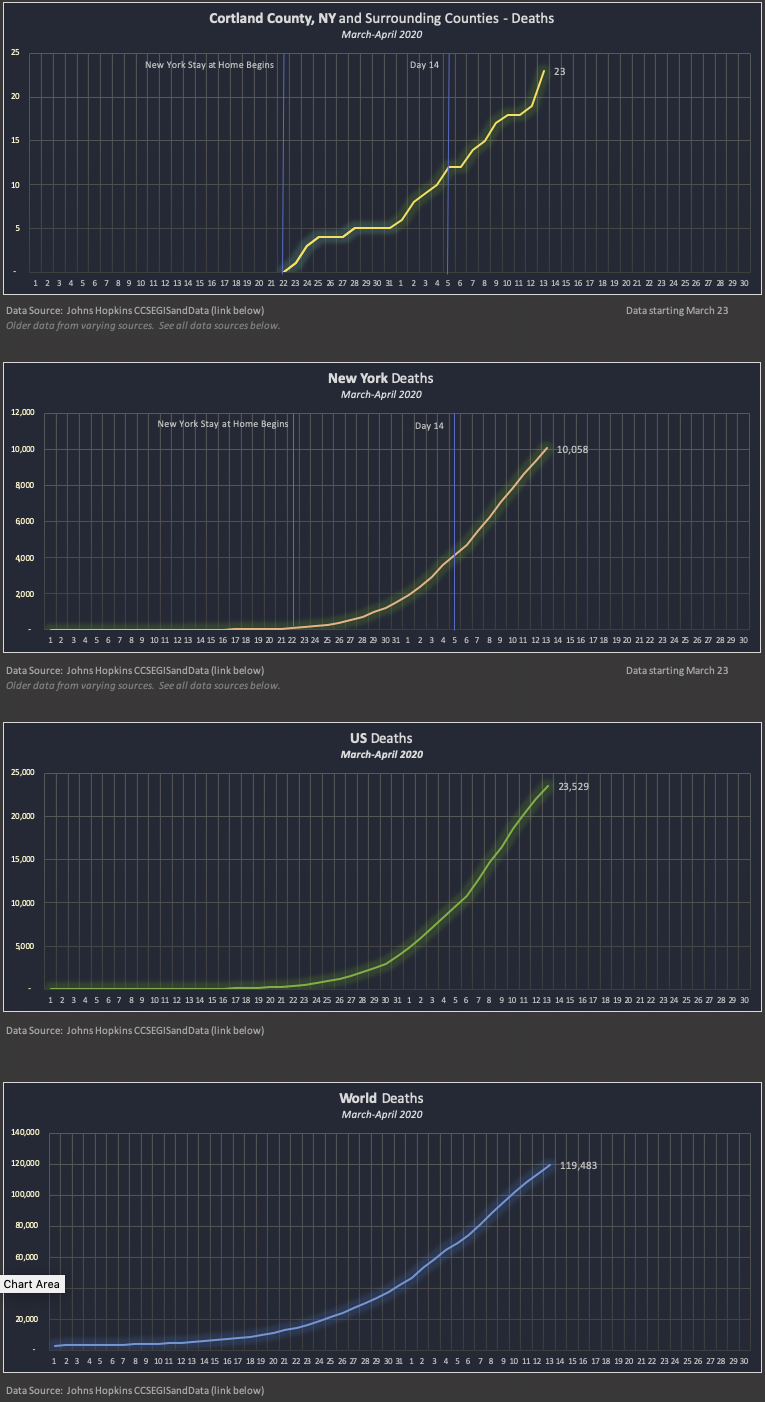 Cortland County, NY and Surrounding Counties - Deaths
March-April 2020
25
New York Stay at Home Begins
Day 14
23
20
15
10
5
-
1 2 3 4 5 6 7 8 9 10 11 12 13 14 15 16 17 18 19 20 21 22 23 24 25 26 27 28 29 30 31 1 2 3 4 5 6 7 8 9 10 11 12 13 14 15 16 17 18 19 20 21 22 23 24 25 26 27 28 29 30
Data Source: Johns Hopkins CCSEGISandData (link below)
Data starting March 23
Older data from varying sources. See all data sources below.
New York Deaths
March-April 2020
12,000
New York Stay at Home Begins
Day 14
10,000
10,058
8,000
6,000
4,000
2,000
-
1 2 3 4 5 6 7 8 9 10 11 12 13 14 15 16 17 18 19 20 21 22 23 24 25 26 27 28 29 30 31 1 2 3 4 5 6 7 8 9 10 11 12 13 14 15 16 17 18 19 20 21 22 23 24 25 26 27 28 29 30
Data Source: Johns Hopkins CCSEGISandData (link below)
Data starting March 23
Older data from varying sources. See all data sources below.
US Deaths
March-April 2020
25,000
23,529
20,000
15,000
10,000
5,000
-
1 2 3 4 5 6 7 8 9 10 11 12 13 14 15 16 17 18 19 20 21 22 23 24 25 26 27 28 29 30 31 1 2 3 4 5 6 7 8 9 10 11 12 13 14 15 16 17 18 19 20 21 22 23 24 25 26 27 28 29 30
Data Source: Johns Hopkins CCSEGISandData (link below)
World Deaths
March-April 2020
140,000
120,000
119,483
100,000
80,000
60,000
Chart Area
20,000
-
1 2 3 4 5 6 7 8 9 10 11 12 13 14 15 16 17 18 19 20 21 22 23 24 25 26 27 28 29 30 31 1 2 3 4 5 6 7 8 9 10 11 12 13 14 15 16 17 18 19 20 21 22 23 24 25 26 27 28 29 30
Data Source: Johns Hopkins CCSEGISandData (link below)